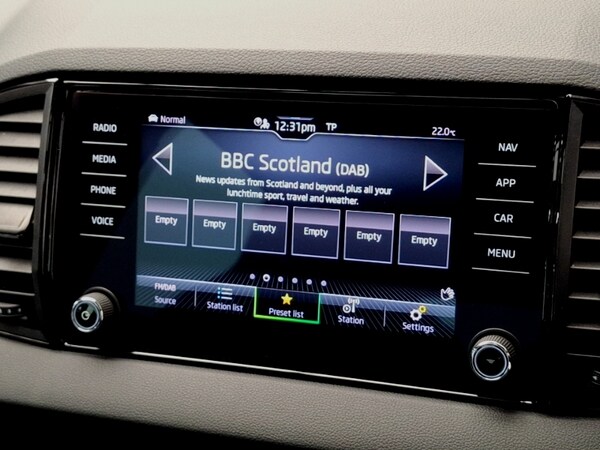 Normal
12:31pm
TP
22.0°C
RADIO
MEDIA
PHONE
VOICE
NAV
APP
CAR
MENU
BBC Scotland (DAB)
News updates from Scotland and beyond, plus all your
lunchtime sport, travel and weather.
Empty Empty Empty Empty Empty Empty
FM/DAB
Source
Station list
Preset list
Station
Settings